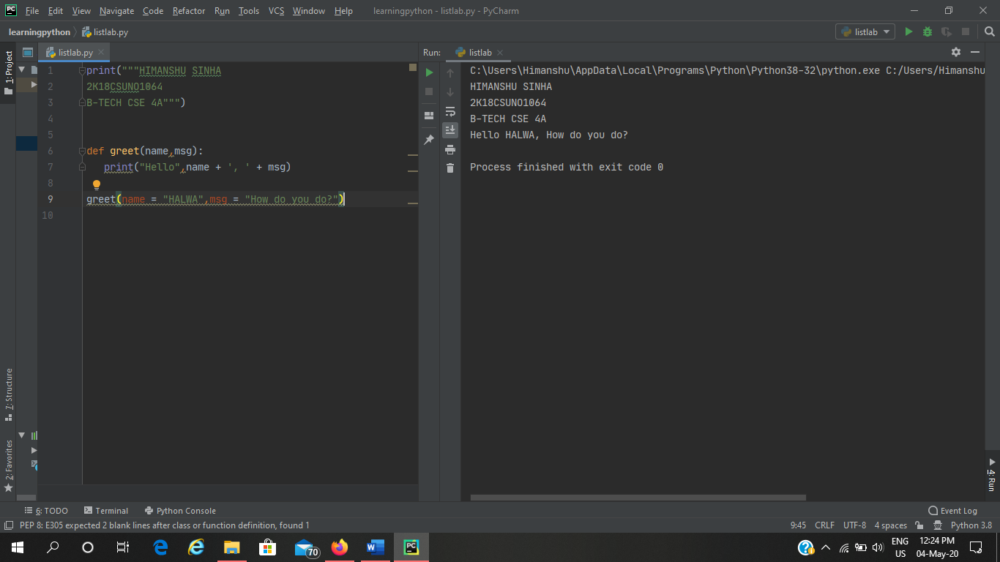 File Edit View Navigate Code Refactor Run Tools VCS Window Help learningpython - listlab.py - PyCharm
learningpython listlab.py listlab
1: Project
listlab.py
1 print("""HIMANSHU SINHA
2 2K18CSUNO1064
3 B-TECH CSE 4A""")
4
5
6 def greet(name,msg):
7 print("Hello",name + ', ' + msg)
8
9 greet(name = "HALWA",msg = "How do you do?")
10
7: Structure
2: Favorites
Run: listlab
C:\Users\Himanshu\AppData\Local\Programs\Python\Python38-32\python.exe C:/Users/Himanshu
HIMANSHU SINHA
2K18CSUNO1064
B-TECH CSE 4A
Hello HALWA, How do you do?
Process finished with exit code 0
4: Run
6: TODO Terminal Python Console Event Log
PEP 8: E305 expected 2 blank lines after class or function definition, found 1 9:45 CRLF UTF-8 4 spaces Python 3.8
70 ENG 12:24 PM
US 04-May-20